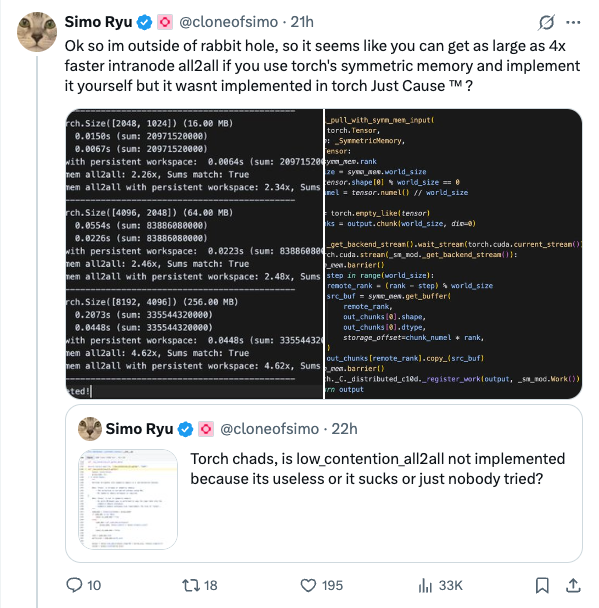 Simo Ryu @cloneofsimo · 21h
Ok so im outside of rabbit hole, so it seems like you can get as large as 4x
faster intranode all2all if you use torch's symmetric memory and implement
it yourself but it wasnt implemented in torch Just Cause ™ ?
rch.Size([2048, 1024]) (16.00 MB)
0.0150s (sum: 20971520000)
0.0067s (sum: 20971520000)
with persistent workspace: 0.0064s (sum: 209715200
mem all2all: 2.26x, Sums match: True
mem all2all with persistent workspace: 2.34x, Sums
rch.Size([4096, 2048]) (64.00 MB)
0.0554s (sum: 83886080000)
0.0226s (sum: 83886080000)
with persistent workspace: 0.0223s (sum: 838860800
mem all2all: 2.46x, Sums match: True
mem all2all with persistent workspace: 2.48x, Sums
rch.Size([8192, 4096]) (256.00 MB)
0.2073s (sum: 335544320000)
0.0448s (sum: 335544320000)
with persistent workspace: 0.0448s (sum: 33554432
mem all2all: 4.62x, Sums match: True
mem all2all with persistent workspace: 4.62x, Sums
ted!
_pull_with_symm_mem_input(
torch.Tensor,
: _SymmetricMemory,
ensor:
symm_mem.rank
ize = symm_mem.world_size
tensor.shape[0] % world_size == 0
numel = tensor.numel() // world_size
= torch.empty_like(tensor)
nks = output.chunk(world_size, dim=0)
_get_backend_stream().wait_stream(torch.cuda.current_stream()
rch.cuda.stream(_sm_mod._get_backend_stream()):
_mem.barrier()
step in range(world_size):
remote_rank = (rank - step) % world_size
src_buf = symm_mem.get_buffer(
remote_rank,
out_chunks[0].shape,
out_chunks[0].dtype,
storage_offset=chunk_numel * rank,
)
out_chunks[remote_rank].copy_(src_buf)
_mem.barrier()
h._C._distributed_c10d._register_work(output, _sm_mod.Work())
rn output
Simo Ryu @cloneofsimo · 22h
Torch chads, is low_contention_all2all not implemented
because its useless or it sucks or just nobody tried?
10 18 195 33K